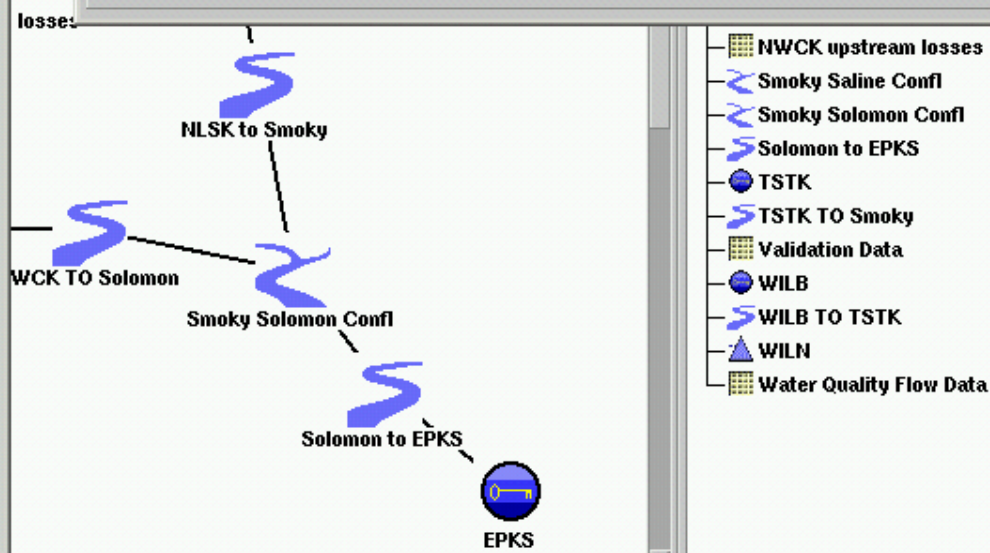 losses
NLSK to Smoky
WCK TO Solomon
Smoky Solomon Confl
Solomon to EPKS
EPKS
NWCK upstream losses
Smoky Saline Confl
Smoky Solomon Confl
Solomon to EPKS
TSTK
TSTK TO Smoky
Validation Data
WILB
WILB TO TSTK
WILN
Water Quality Flow Data